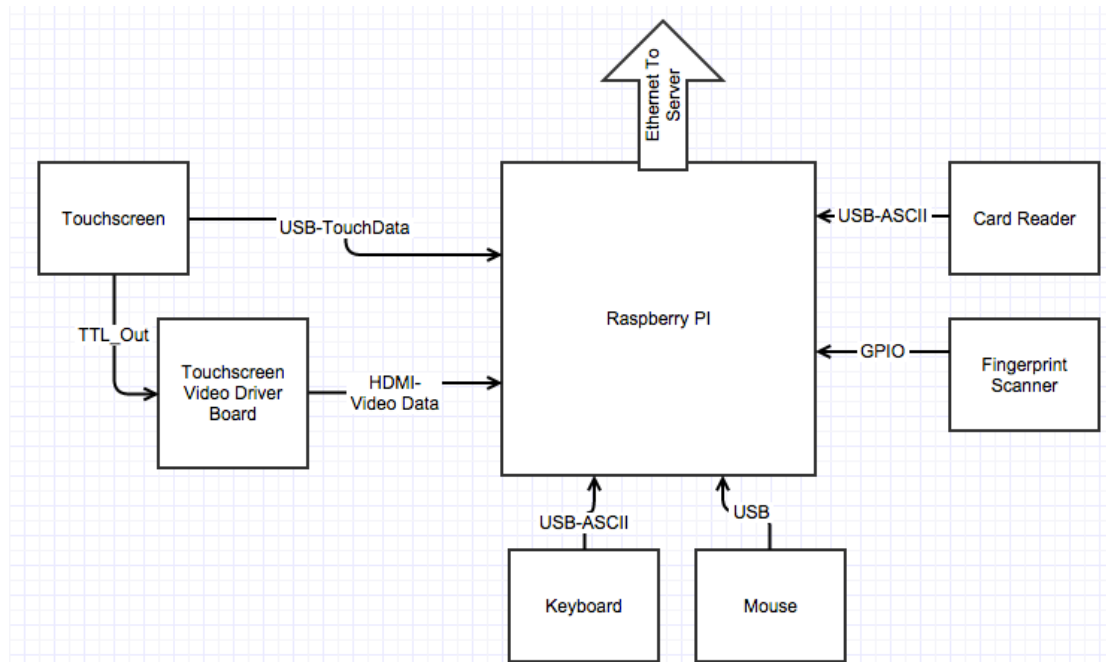 Ethernet To
Server
Touchscreen
USB-TouchData
USB-ASCII
Card Reader
Raspberry PI
TTL_Out
Touchscreen
Video Driver
Board
HDMI-
Video Data
GPIO
Fingerprint
Scanner
USB-ASCII
USB
Keyboard
Mouse